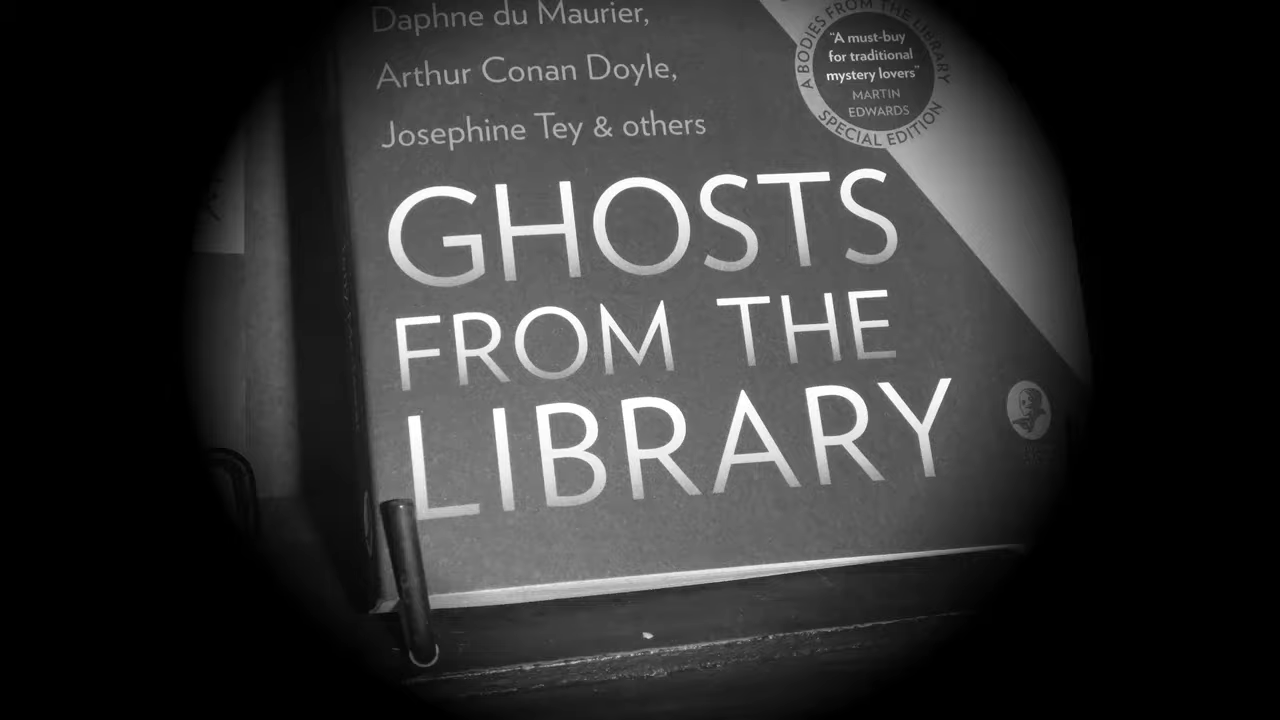 Daphne du Maurier,
Arthur Conan Doyle,
Josephine Tey & others
A BODIES FROM THE LIBRARY
"A must-buy
for traditional
mystery lovers"
MARTIN
EDWARDS
SPECIAL EDITION
GHOSTS
FROM THE
LIBRARY